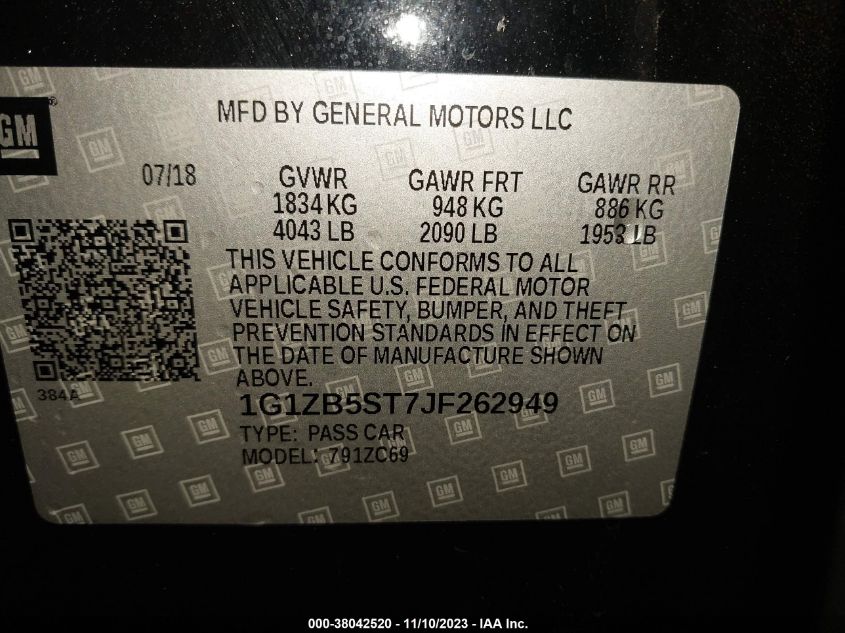 GM
MFD BY GENERAL MOTORS LLC
07/18
GVWR GAWR FRT GAWR RR
1834 KG 948 KG 886 KG
4043 LB 2090 LB 1953 LB
THIS VEHICLE CONFORMS TO ALL
APPLICABLE U.S. FEDERAL MOTOR
VEHICLE SAFETY, BUMPER, AND THEFT
PREVENTION STANDARDS IN EFFECT ON
THE DATE OF MANUFACTURE SHOWN
ABOVE.
384A
1G1ZB5ST7JF262949
TYPE: PASS CAR
MODEL: 791ZC69
000-38042520 - 11/10/2023 - IAA Inc.